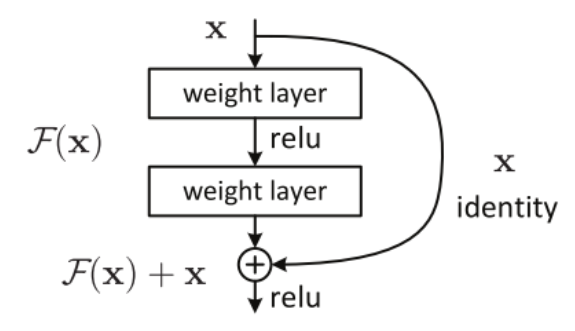 x
weight layer
relu
F(x)
weight layer
x
identity
F(x) + x
+
relu